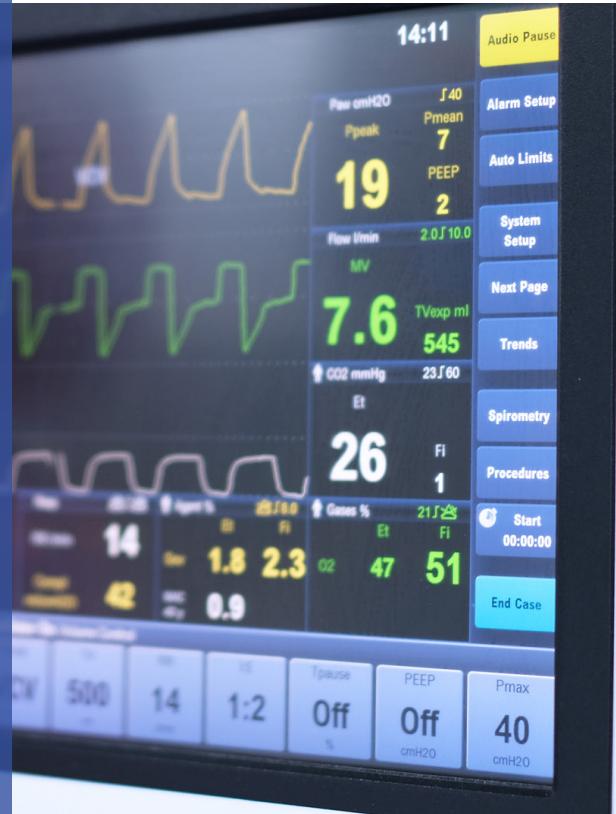 14:11
Audio Pause
Paw cmH2O 40
Ppeak Pmean
19 7
PEEP
2
Alarm Setup
Auto Limits
Flow l/min 2.0 10.0
MV
7.6 TVexp ml
545
System
Setup
Next Page
Trends
CO2 mmHg 23 60
Et
26 Fi
1
Spirometry
Procedures
14
42
Agent %
Et Fi
1.8 2.3
0.9
Gases % 21
Et Fi
O2 47 51
Start
00:00:00
End Case
Volume Control
500
14
1:2
Tpause
Off
%
PEEP
Off
cmH2O
Pmax
40
cmH2O